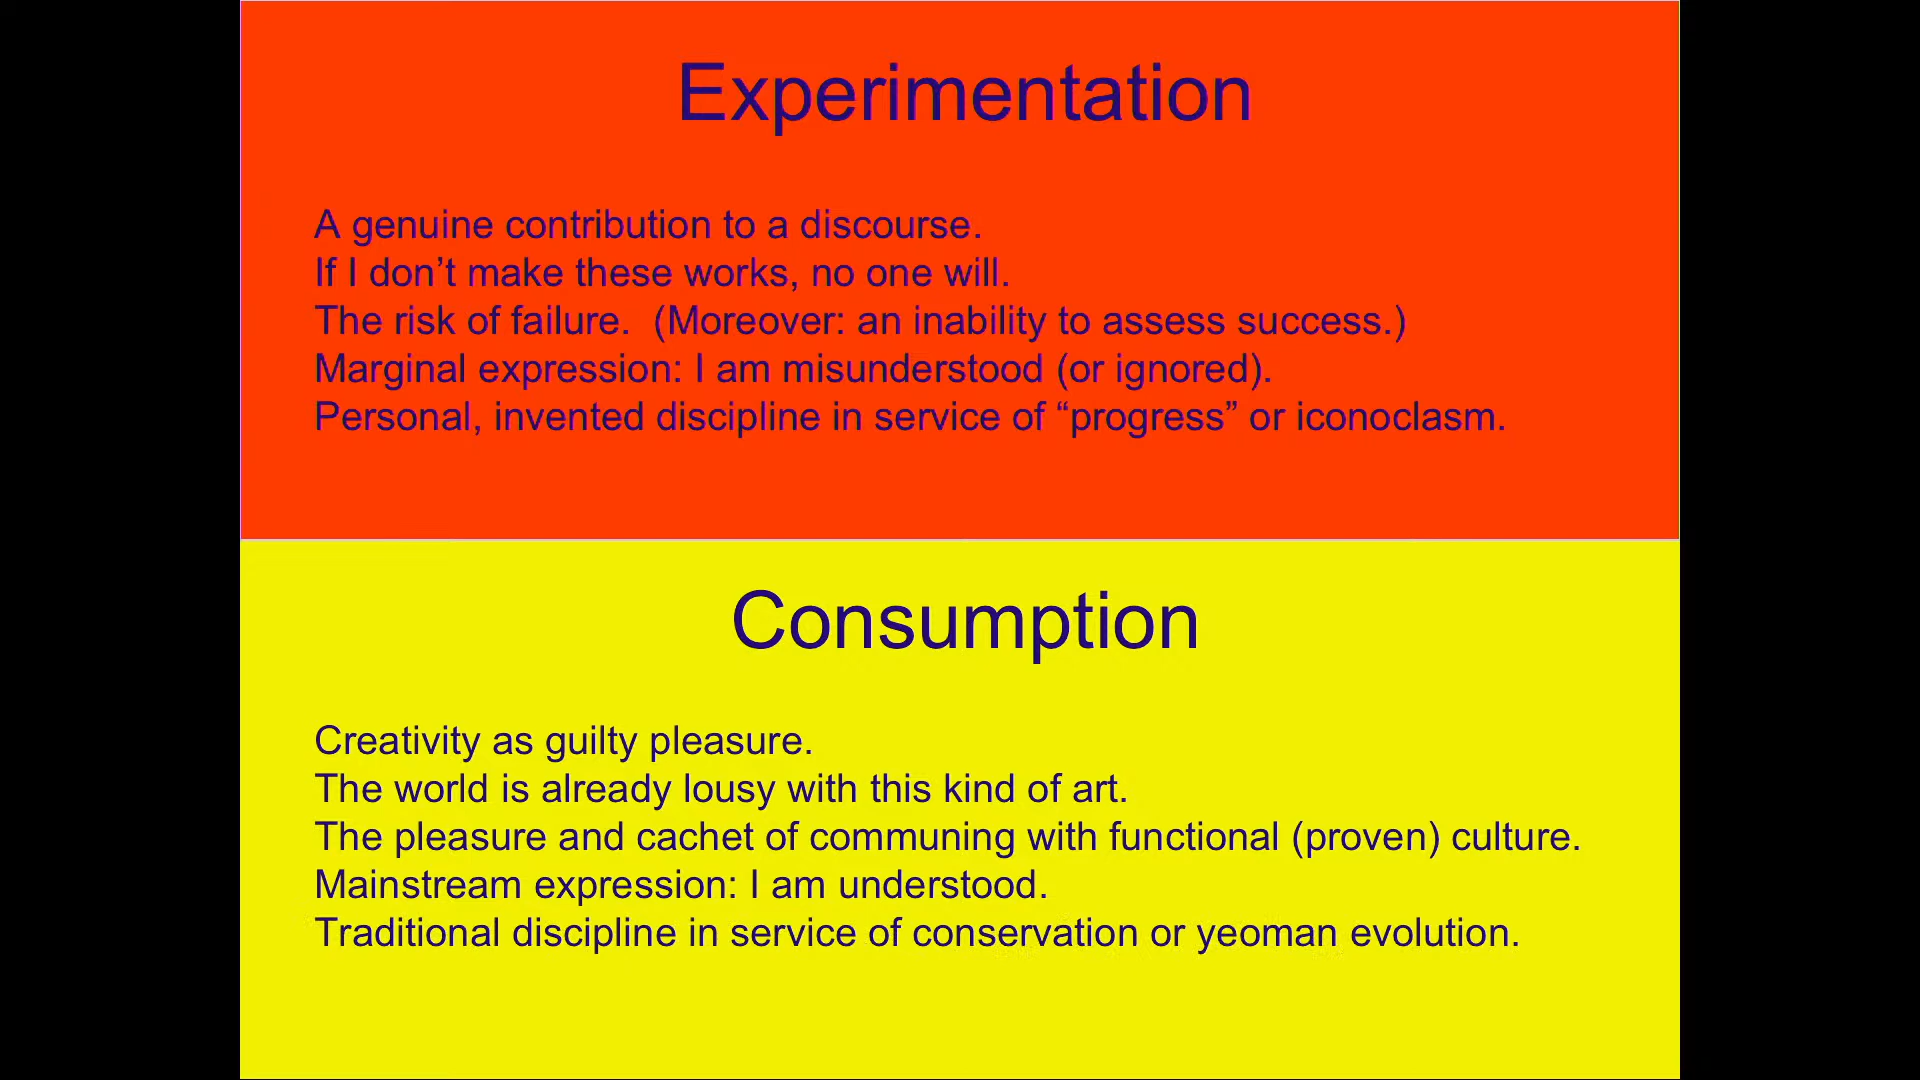 Experimentation
A genuine contribution to a discourse.
If I don’t make these works, no one will.
The risk of failure.  (Moreover: an inability to assess success.)
Marginal expression: I am misunderstood (or ignored).
Personal, invented discipline in service of “progress” or iconoclasm.
Consumption
Creativity as guilty pleasure.
The world is already lousy with this kind of art.
The pleasure and cachet of communing with functional (proven) culture.
Mainstream expression: I am understood.
Traditional discipline in service of conservation or yeoman evolution.